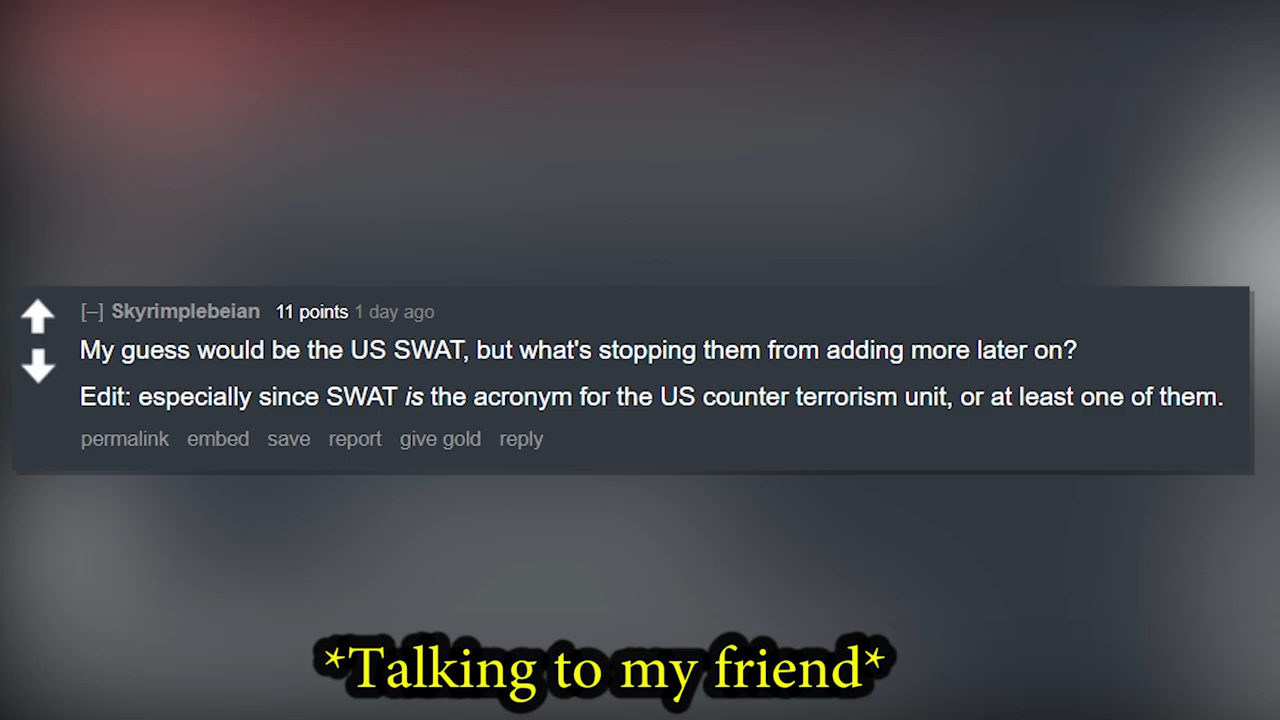 [–] Skyrimplebeian 11 points 1 day ago
My guess would be the US SWAT, but what's stopping them from adding more later on?
Edit: especially since SWAT is the acronym for the US counter terrorism unit, or at least one of them.
permalink embed save report give gold reply
*Talking to my friend*